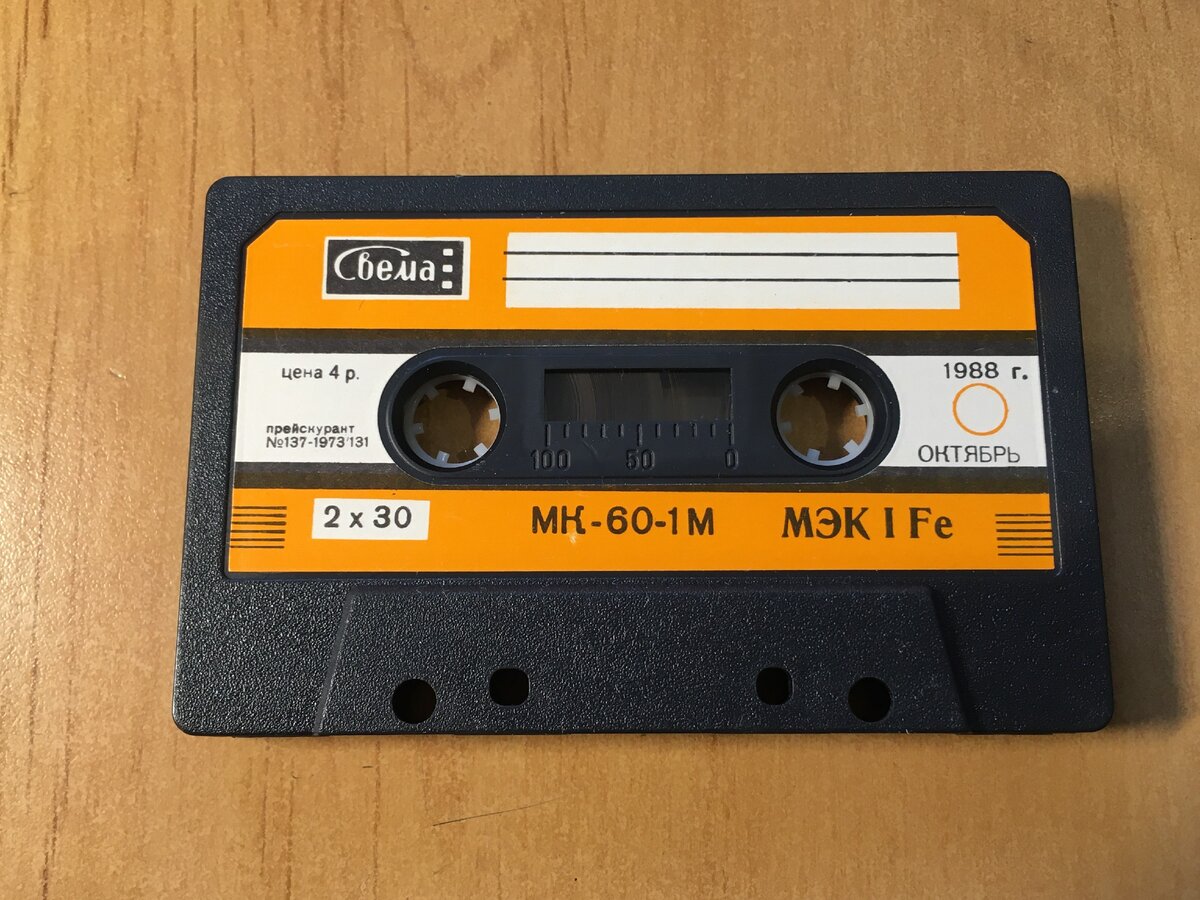 Свема
цена 4 р.
прейскурант
№137-1973/131
1988 г.
ОКТЯБРЬ
100 50 0
2 x 30
МК-60-1М
МЭК I Fe